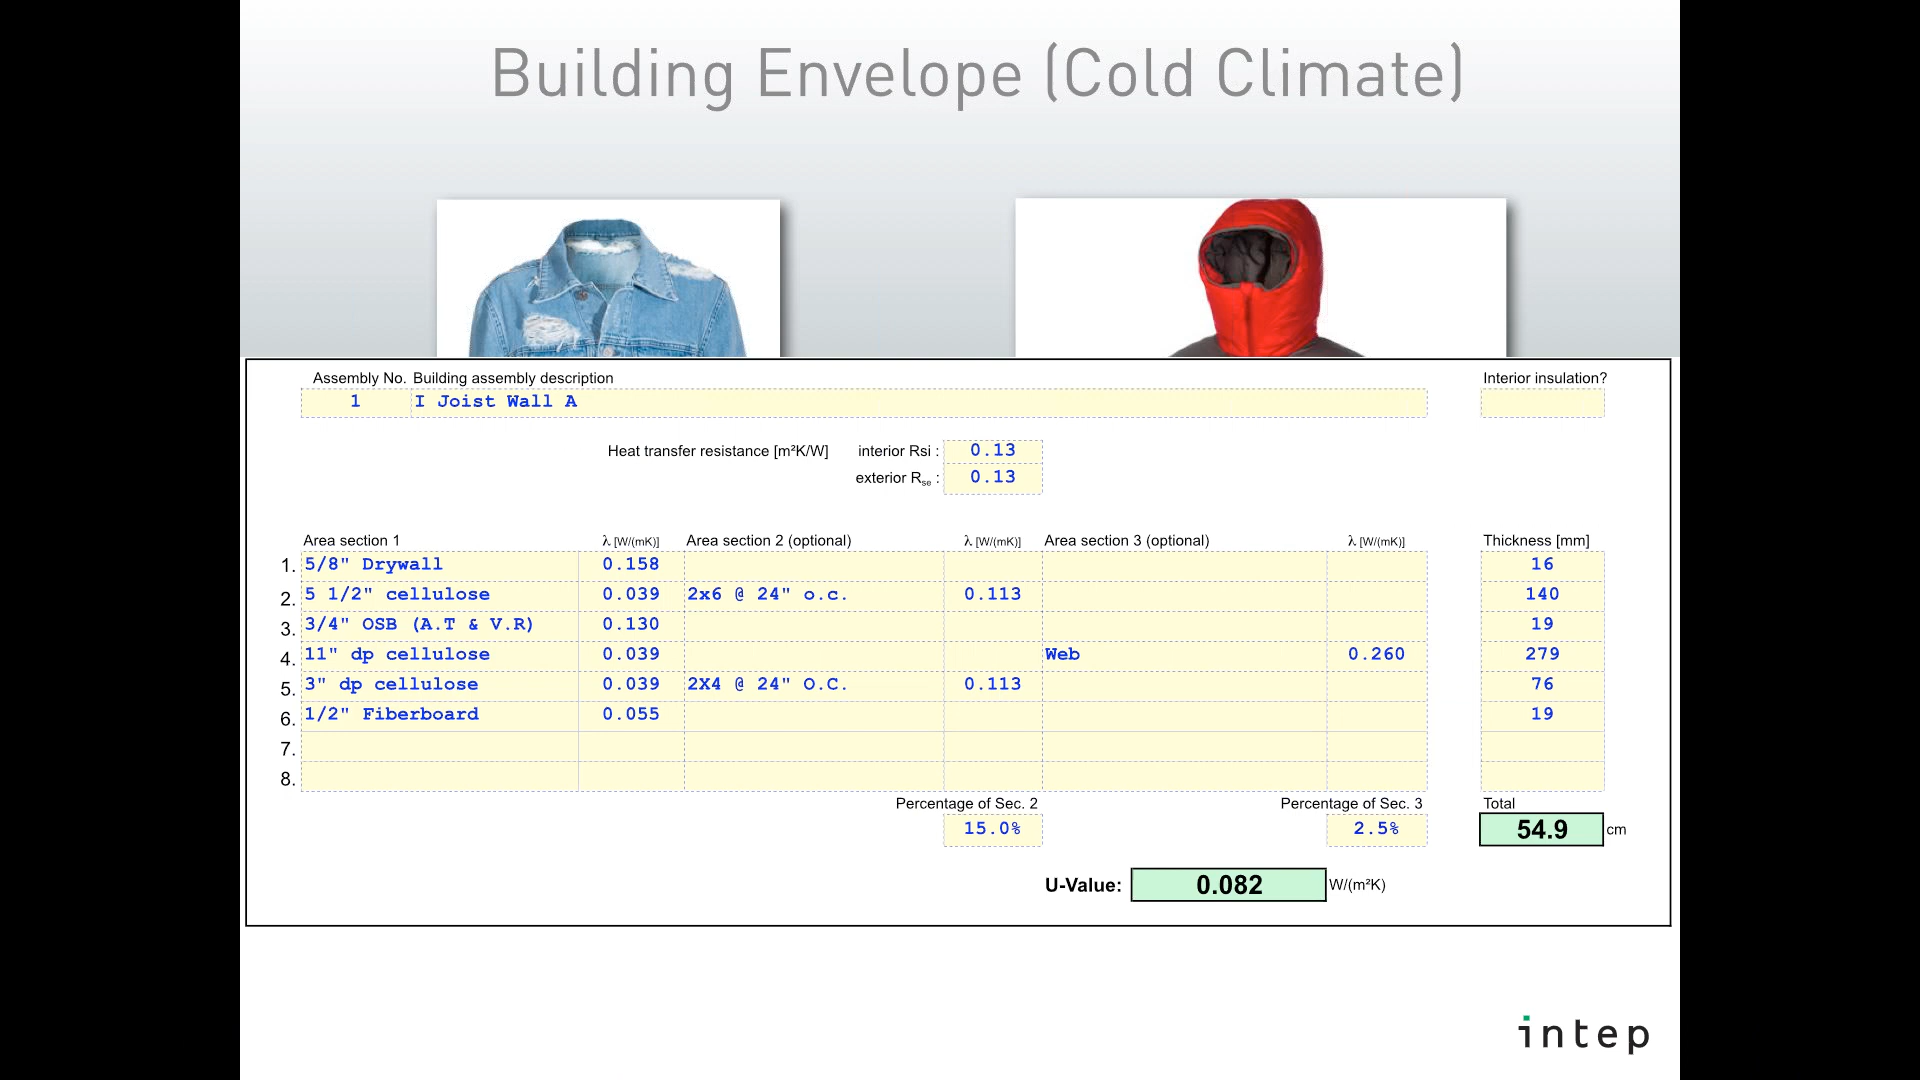 Building Envelope (Cold Climate)
Assembly No. Building assembly description Interior insulation?
1 I Joist Wall A
Heat transfer resistance [m²K/W] interior Rsi : 0.13
exterior Rse : 0.13
Area section 1 λ [W/(mK)] Area section 2 (optional) λ [W/(mK)] Area section 3 (optional) λ [W/(mK)] Thickness [mm]
1. 5/8" Drywall 0.158 16
2. 5 1/2" cellulose 0.039 2x6 @ 24" o.c. 0.113 140
3. 3/4" OSB (A.T & V.R) 0.130 19
4. 11" dp cellulose 0.039 Web 0.260 279
5. 3" dp cellulose 0.039 2X4 @ 24" O.C. 0.113 76
6. 1/2" Fiberboard 0.055 19
7.
8.
Percentage of Sec. 2 Percentage of Sec. 3 Total
15.0% 2.5% 54.9 cm
U-Value: 0.082 W/(m²K)
intep